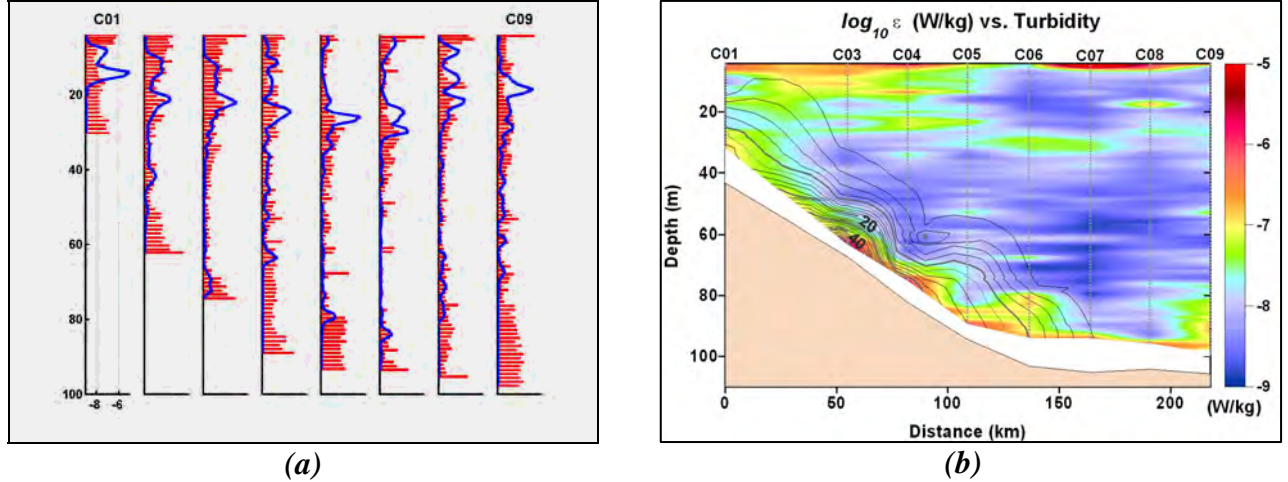 C01 C09
20
40
60
80
100
-8 -6
(a)
log10 ε (W/kg) vs. Turbidity
C01 C03 C04 C05 C06 C07 C08 C09
Depth (m)
20
40
60
80
100
20
40
0 50 100 150 200
Distance (km)
-5
-6
-7
-8
-9
(W/kg)
(b)